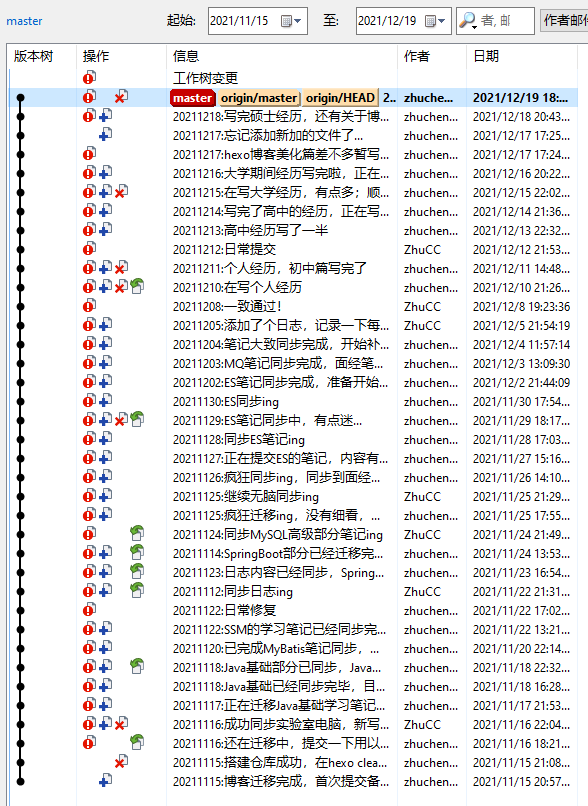 master 起始: 2021/11/15 至: 2021/12/19 者, 邮 作者邮件
版本树 操作 信息 作者 日期
工作树变更
master origin/master origin/HEAD 2... zhuche... 2021/12/19 18:...
20211218:写完硕士经历，还有关于博... zhuchen... 2021/12/18 20:43...
20211217:忘记添加新加的文件了... zhuchen... 2021/12/17 17:25...
20211217:hexo博客美化篇差不多暂写... zhuchen... 2021/12/17 17:24...
20211216:大学期间经历写完啦，正在... zhuchen... 2021/12/16 20:22...
20211215:在写大学经历，有点多；顺... zhuchen... 2021/12/15 22:02...
20211214:写完了高中的经历，正在写... zhuchen... 2021/12/14 21:36...
20211213:高中经历写了一半 zhuchen... 2021/12/13 22:32...
20211212:日常提交 ZhuCC 2021/12/12 21:53...
20211211:个人经历，初中篇写完了 zhuchen... 2021/12/11 14:48...
20211210:在写个人经历 zhuchen... 2021/12/10 21:26...
20211208:一致通过！ ZhuCC 2021/12/8 19:23:36
20211205:添加了个日志，记录一下每... ZhuCC 2021/12/5 21:54:19
20211204:笔记大致同步完成，开始补... zhuchen... 2021/12/4 11:57:14
20211203:MQ笔记同步完成，面经笔... zhuchen... 2021/12/3 13:09:30
20211202:ES笔记同步完成，准备开始... zhuchen... 2021/12/2 21:44:09
20211130:ES同步ing zhuchen... 2021/11/30 17:54...
20211129:ES笔记同步中，有点迷... zhuchen... 2021/11/29 18:17...
20211128:同步ES笔记ing zhuchen... 2021/11/28 17:03...
20211127:正在提交ES的笔记，内容有... zhuchen... 2021/11/27 15:16...
20211126:疯狂同步ing，同步到面经... zhuchen... 2021/11/26 14:10...
20211125:继续无脑同步ing ZhuCC 2021/11/25 21:29...
20211125:疯狂迁移ing，没有细看，... zhuchen... 2021/11/25 17:55...
20211124:同步MySQL高级部分笔记ing ZhuCC 2021/11/24 21:49...
20211114:SpringBoot部分已经迁移完... zhuchen... 2021/11/24 13:53...
20211123:日志内容已经同步，Spring... zhuchen... 2021/11/23 16:54...
20211112:同步日志ing ZhuCC 2021/11/22 21:31...
20211122:日常修复 zhuchen... 2021/11/22 17:02...
20211122:SSM的学习笔记已经同步完... zhuchen... 2021/11/22 13:21...
20211120:已完成MyBatis笔记同步，... zhuchen... 2021/11/20 22:14...
20211118:Java基础部分已同步，Java... zhuchen... 2021/11/18 22:32...
20211118:Java基础已经同步完毕，目... zhuchen... 2021/11/18 16:28...
20211117:正在迁移Java基础学习笔记... zhuchen... 2021/11/17 21:53...
20211116:成功同步实验室电脑，新写... ZhuCC 2021/11/16 22:04...
20211116:还在迁移中，提交一下用以... zhuchen... 2021/11/16 18:21...
20211115:搭建仓库成功，在hexo clea... zhuchen... 2021/11/15 21:08...
20211115:博客迁移完成，首次提交备... zhuchen... 2021/11/15 20:57...